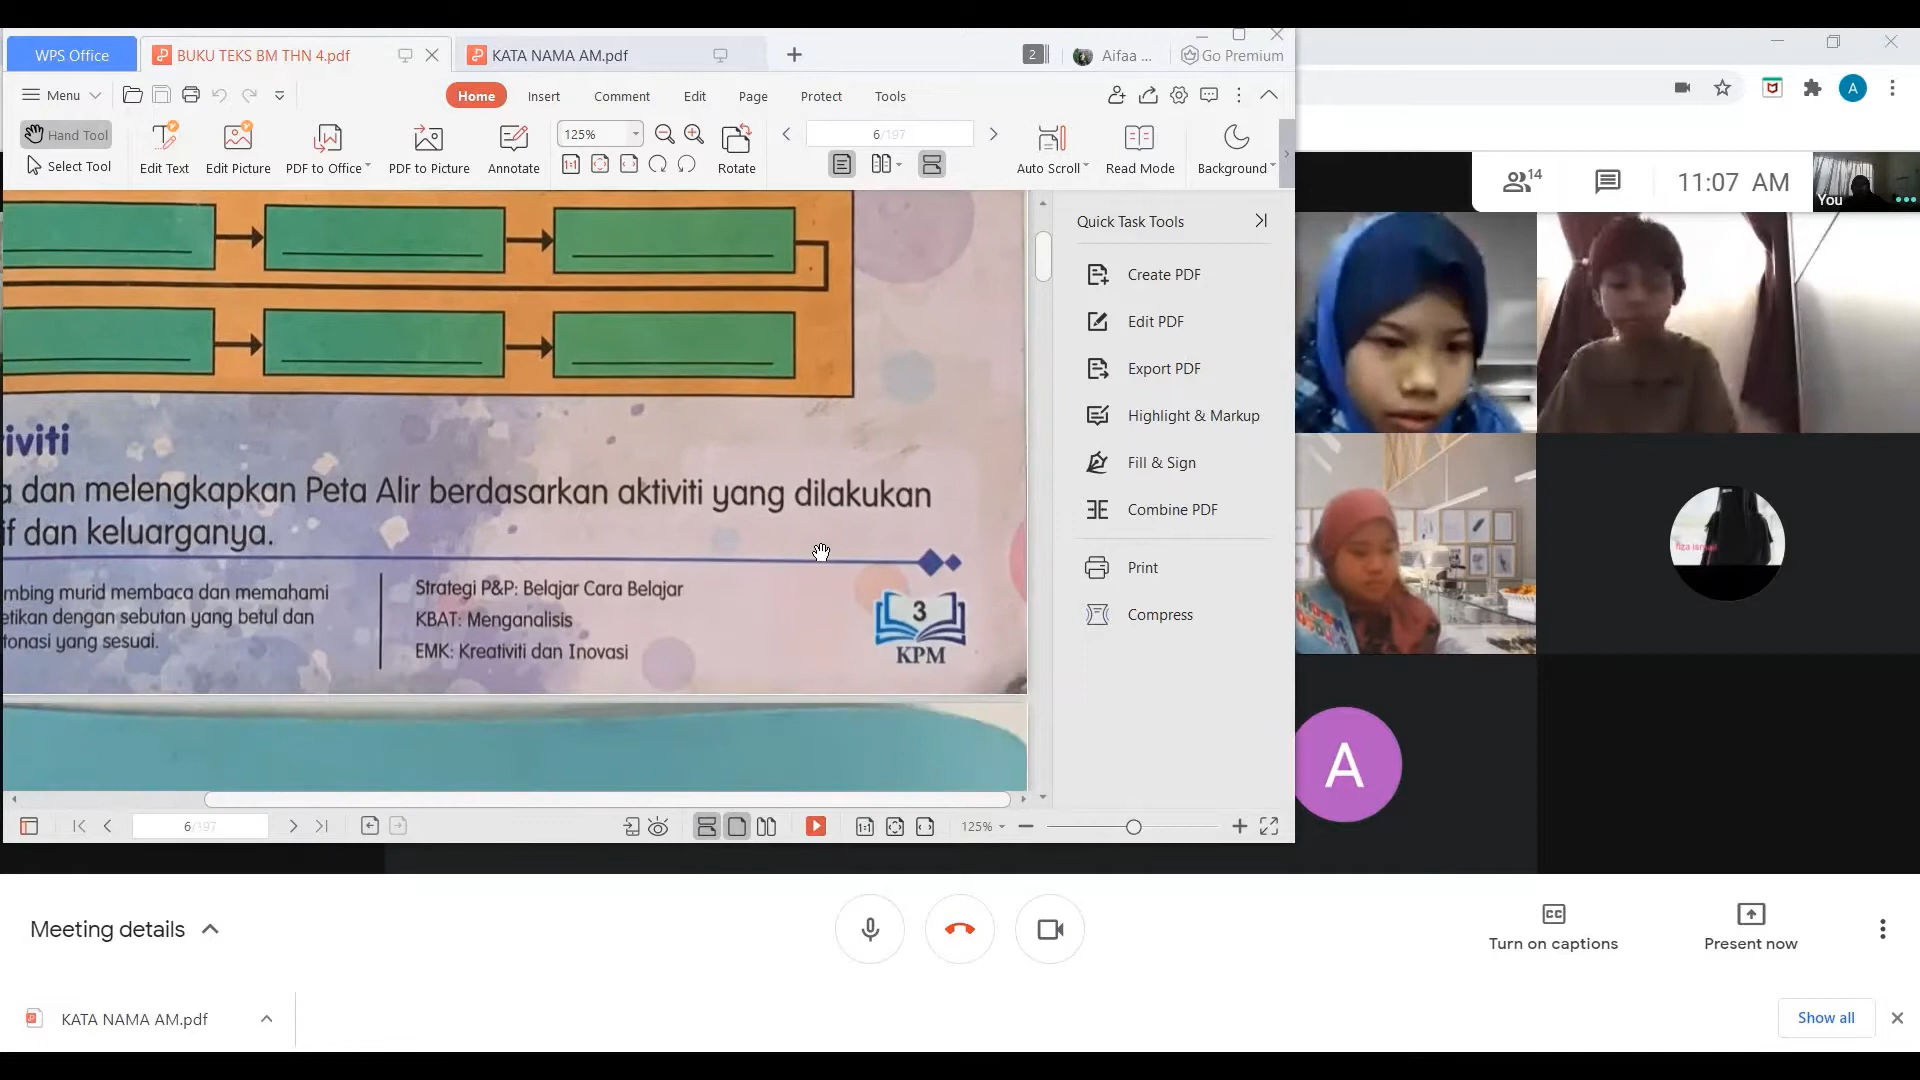 WPS Office
BUKU TEKS BM THN 4.pdf
KATA NAMA AM.pdf
2
Aifaa ...
Go Premium
Menu
Home
Insert
Comment
Edit
Page
Protect
Tools
A
Hand Tool
Select Tool
Edit Text
Edit Picture
PDF to Office
PDF to Picture
Annotate
125%
Rotate
6/197
Auto Scroll
Read Mode
Background
14
11:07 AM
You
Quick Task Tools
Create PDF
Edit PDF
Export PDF
Highlight & Markup
Fill & Sign
Combine PDF
Print
Compress
iviti
a dan melengkapkan Peta Alir berdasarkan aktiviti yang dilakukan
if dan keluarganya.
mbing murid membaca dan memahami
etikan dengan sebutan yang betul dan
tonasi yang sesuai.
Strategi P&P: Belajar Cara Belajar
KBAT: Menganalisis
EMK: Kreativiti dan Inovasi
3
KPM
A
6/197
125%
Meeting details
Turn on captions
Present now
KATA NAMA AM.pdf
Show all